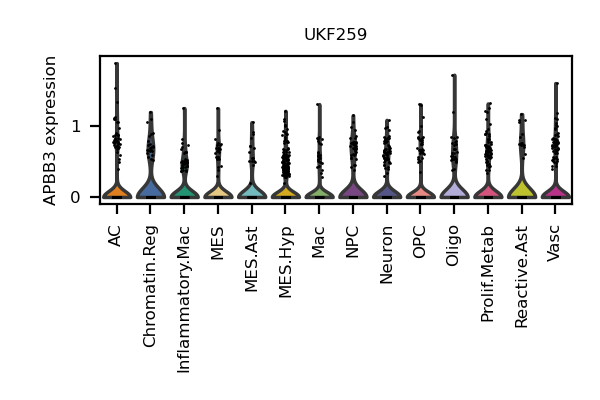 UKF259
APBB3 expression
1
0
AC
Chromatin.Reg
Inflammatory.Mac
MES
MES.Ast
MES.Hyp
Mac
NPC
Neuron
OPC
Oligo
Prolif.Metab
Reactive.Ast
Vasc